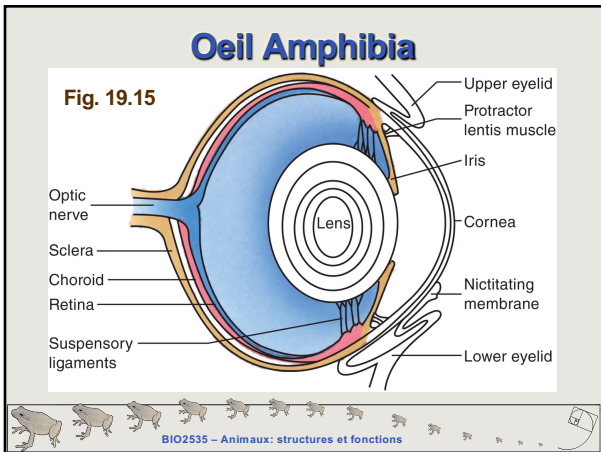 Oeil Amphibia
Fig. 19.15
Upper eyelid
Protractor
lentis muscle
Iris
Optic
nerve
Lens
Cornea
Sclera
Choroid
Retina
Nictitating
membrane
Suspensory
ligaments
Lower eyelid
BIO2535 – Animaux: structures et fonctions